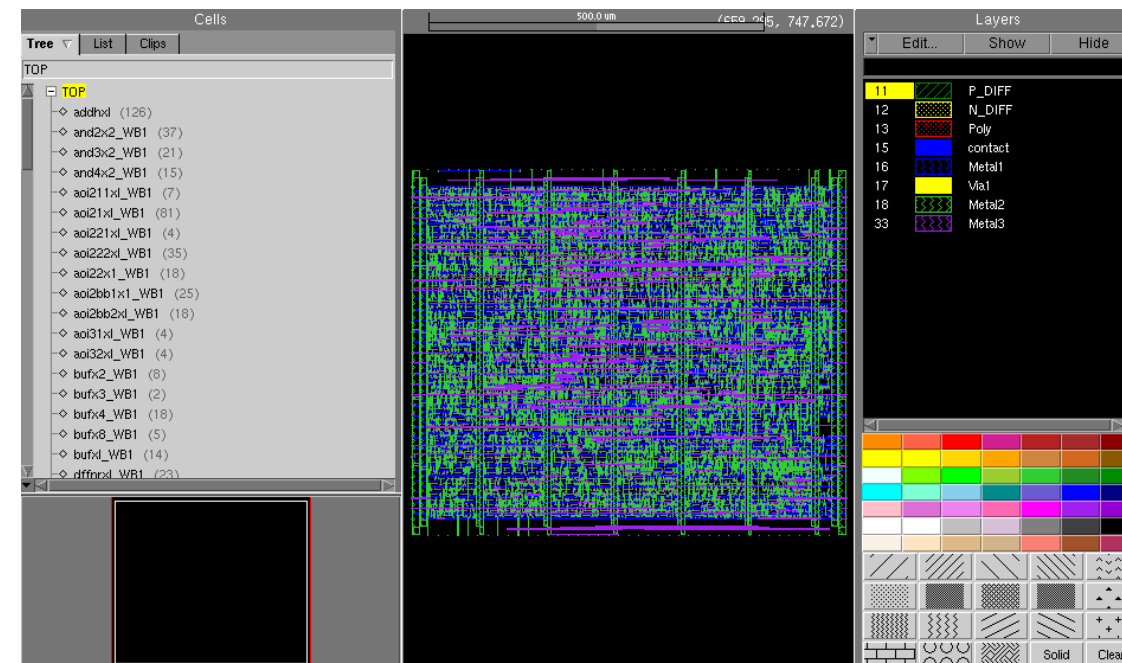 Cells
Tree List Clips
TOP
TOP
addhxl (126)
and2x2_WB1 (37)
and3x2_WB1 (21)
and4x2_WB1 (15)
aoi211xl_WB1 (7)
aoi21xl_WB1 (81)
aoi221xl_WB1 (4)
aoi222xl_WB1 (35)
aoi22x1_WB1 (18)
aoi2bb1x1_WB1 (25)
aoi2bb2xl_WB1 (18)
aoi31xl_WB1 (4)
aoi32xl_WB1 (4)
bufx2_WB1 (8)
bufx3_WB1 (2)
bufx4_WB1 (18)
bufx8_WB1 (5)
bufxl_WB1 (14)
dffnrxl_WB1 (23)
500.0 um
747.672)
Layers
Edit... Show Hide
11 P_DIFF
12 N_DIFF
13 Poly
15 contact
16 Metal1
17 Via1
18 Metal2
33 Metal3
Solid Clear